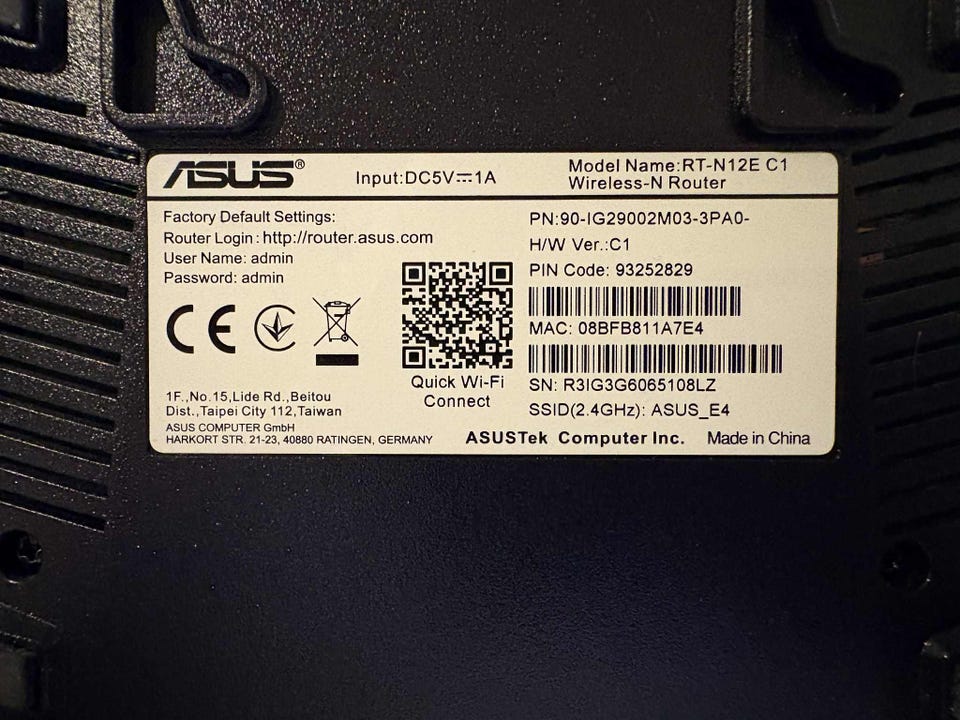 ASUS® Input:DC5V⎓1A Model Name:RT-N12E C1
Wireless-N Router
Factory Default Settings:
Router Login : http://router.asus.com
User Name: admin
Password: admin
1F.,No.15,Lide Rd.,Beitou
Dist.,Taipei City 112,Taiwan
ASUS COMPUTER GmbH
HARKORT STR. 21-23, 40880 RATINGEN, GERMANY
CE
Quick Wi-Fi
Connect
PN:90-IG29002M03-3PA0-
H/W Ver.:C1
PIN Code: 93252829
MAC: 08BFB811A7E4
SN: R3IG3G6065108LZ
SSID(2.4GHz): ASUS_E4
ASUSTek Computer Inc. Made in China